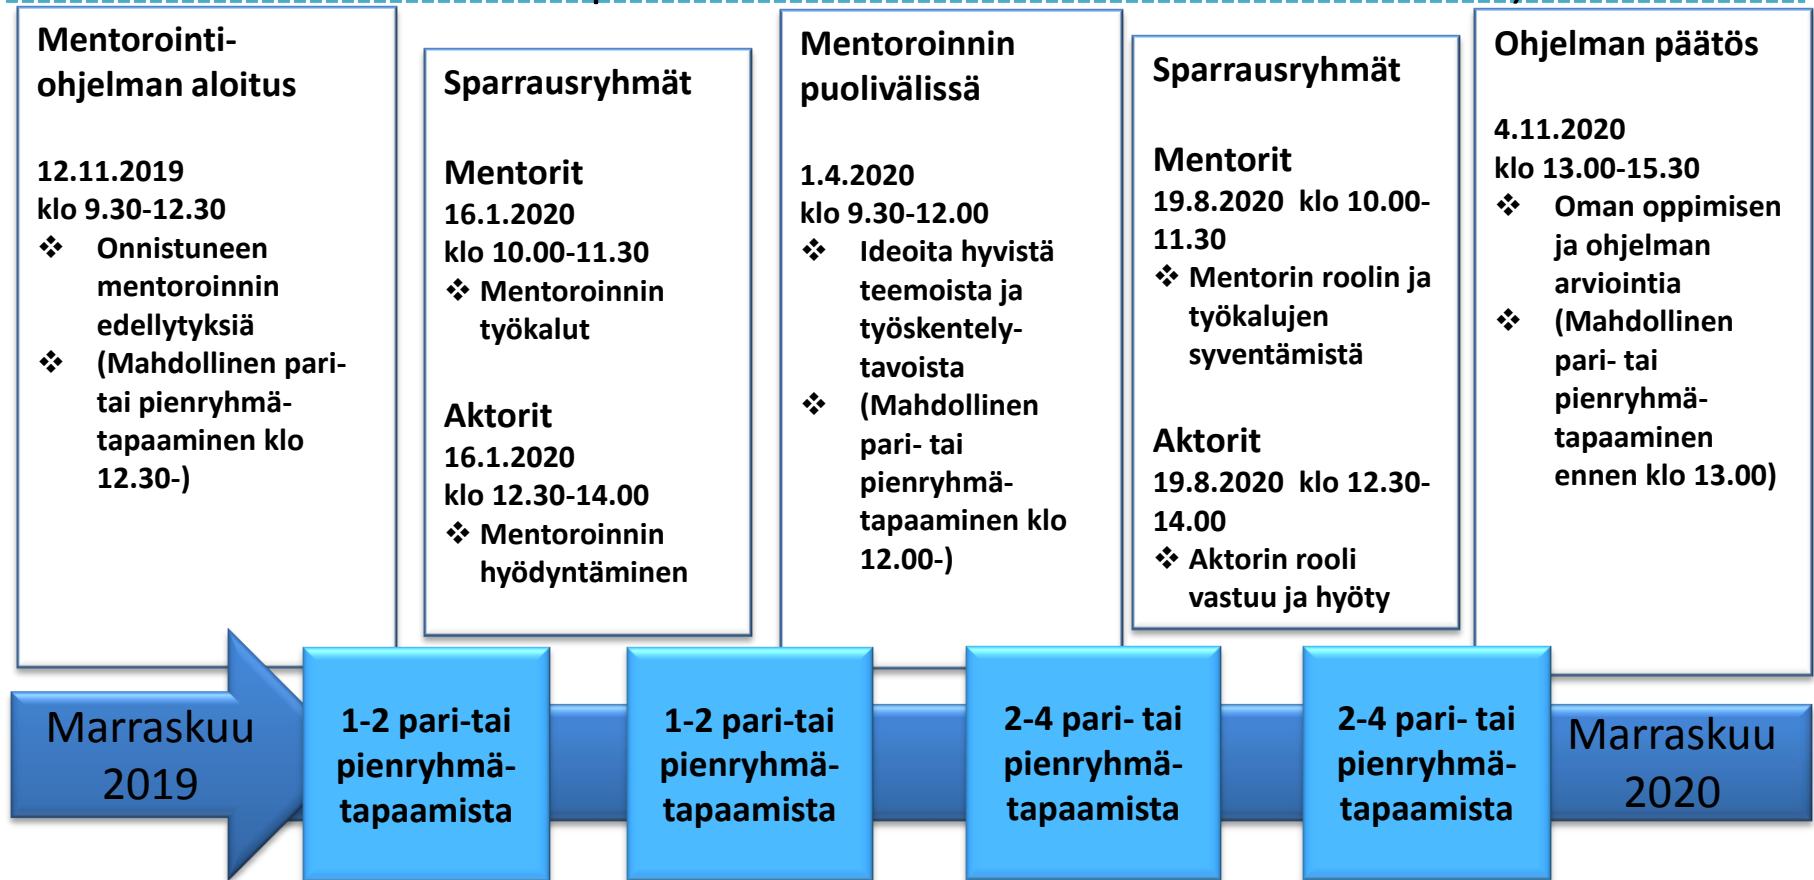 Mentorointi-
ohjelman aloitus
12.11.2019
klo 9.30-12.30
❖ Onnistuneen
mentoroinnin
edellytyksiä
❖ (Mahdollinen pari-
tai pienryhmä-
tapaaminen klo
12.30-)
Sparrausryhmät
Mentorit
16.1.2020
klo 10.00-11.30
❖ Mentoroinnin
työkalut
Aktorit
16.1.2020
klo 12.30-14.00
❖ Mentoroinnin
hyödyntäminen
Mentoroinnin
puolivälissä
1.4.2020
klo 9.30-12.00
❖ Ideoita hyvistä
teemoista ja
työskentely-
tavoista
❖ (Mahdollinen
pari- tai
pienryhmä-
tapaaminen klo
12.00-)
Sparrausryhmät
Mentorit
19.8.2020 klo 10.00-
11.30
❖ Mentorin roolin ja
työkalujen
syventämistä
Aktorit
19.8.2020 klo 12.30-
14.00
❖ Aktorin rooli
vastuu ja hyöty
Ohjelman päätös
4.11.2020
klo 13.00-15.30
❖ Oman oppimisen
ja ohjelman
arviointia
❖ (Mahdollinen
pari- tai
pienryhmä-
tapaaminen
ennen klo 13.00)
Marraskuu
2019
1-2 pari-tai
pienryhmä-
tapaamista
1-2 pari-tai
pienryhmä-
tapaamista
2-4 pari- tai
pienryhmä-
tapaamista
2-4 pari- tai
pienryhmä-
tapaamista
Marraskuu
2020